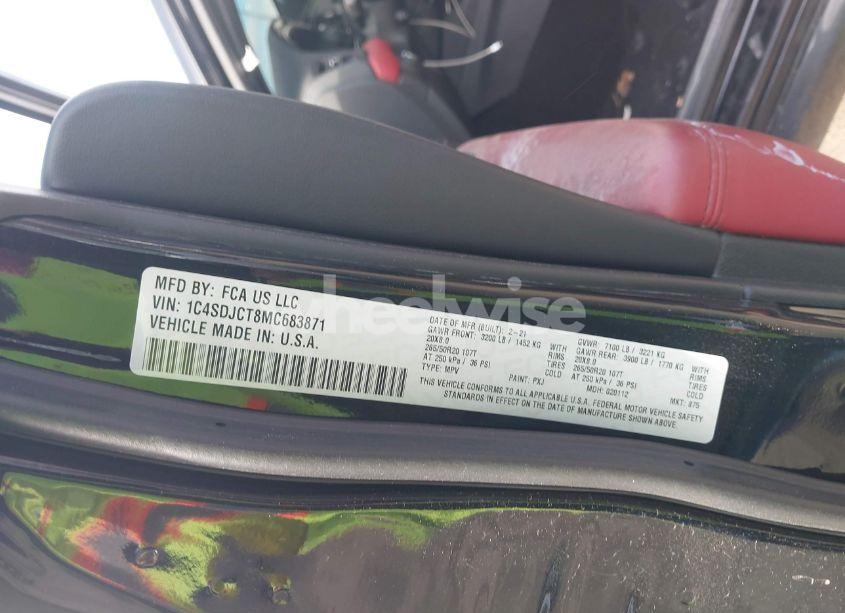 MFD BY: FCA US LLC
VIN: 1C4SDJCT8MC683871
VEHICLE MADE IN U.S.A.
DATE OF MFR (BUILT): 2-21
GAWR FRONT: 3200 LB / 1452 KG WITH
20X8.0 RIMS
265/50R20 107T TIRES
AT 250 kPa / 36 PSI COLD
TYPE: MPV
GVWR: 7100 LB / 3221 KG
GAWR REAR: 3900 LB / 1770 KG WITH
20X8.0 RIMS
265/50R20 107T TIRES
AT 250 kPa / 36 PSI COLD
PAINT: PXJ MDH: 020112 MKT: 875
THIS VEHICLE CONFORMS TO ALL APPLICABLE U.S.A. FEDERAL MOTOR VEHICLE SAFETY
STANDARDS IN EFFECT ON THE DATE OF MANUFACTURE SHOWN ABOVE.
wheelwise